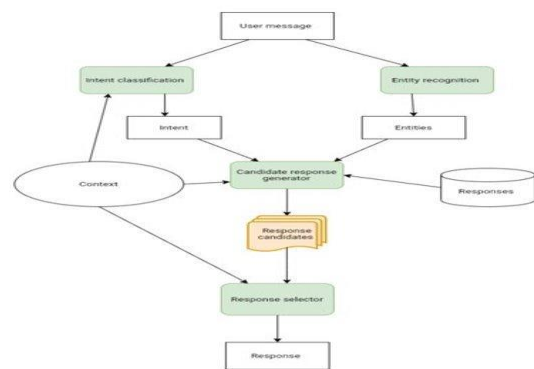 User message
Intent classification
Entity recognition
Intent
Entities
Candidate response
generator
Context
Responses
Response
candidates
Response selector
Response